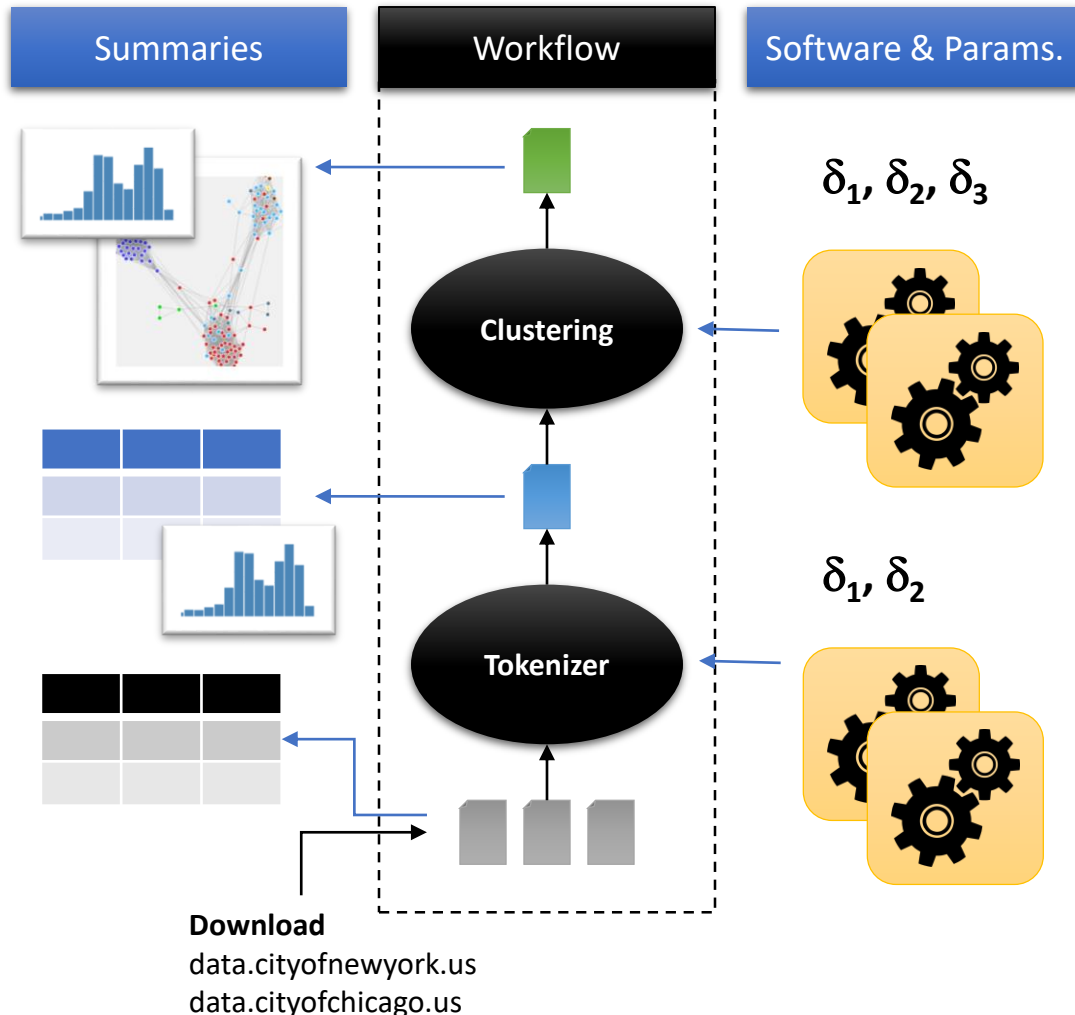 Summaries
Workflow
Software & Params.
δ1, δ2, δ3
Clustering
δ1, δ2
Tokenizer
Download
data.cityofnewyork.us
data.cityofchicago.us